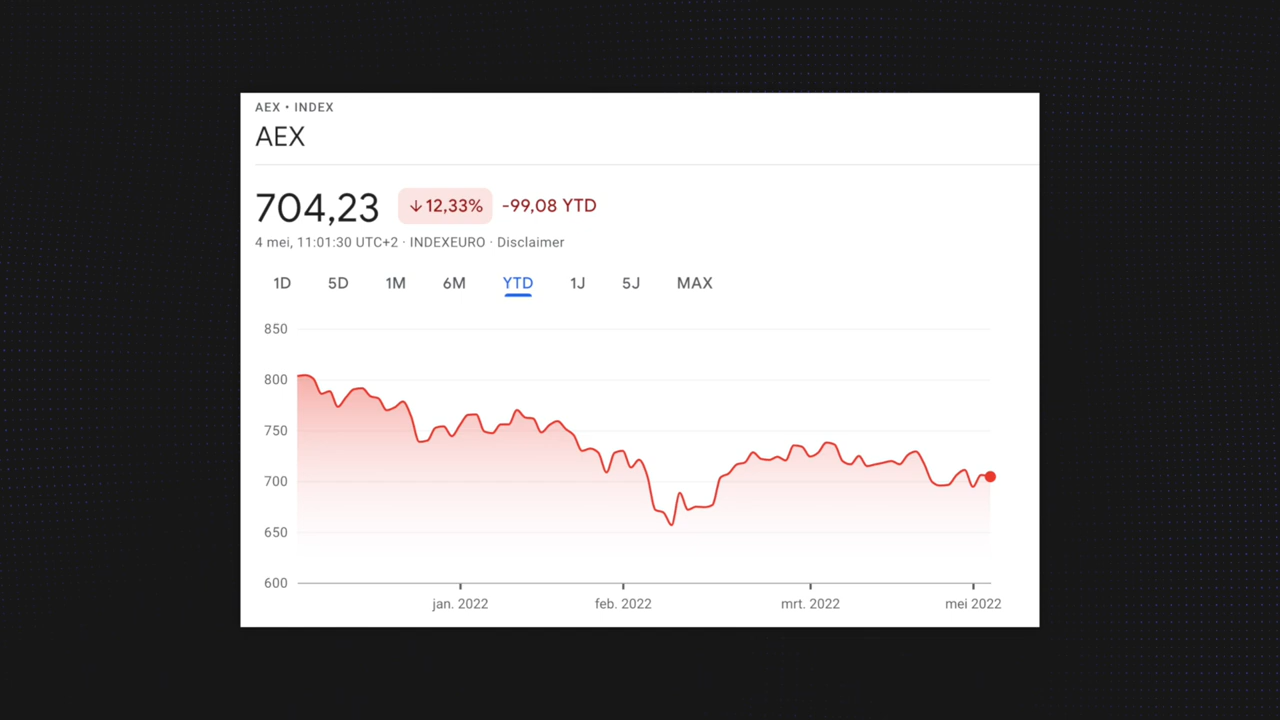 AEX • INDEX
AEX
704,23 ↓12,33% -99,08 YTD
4 mei, 11:01:30 UTC+2 · INDEXEURO · Disclaimer
1D 5D 1M 6M YTD 1J 5J MAX
850
800
750
700
650
600
jan. 2022 feb. 2022 mrt. 2022 mei 2022